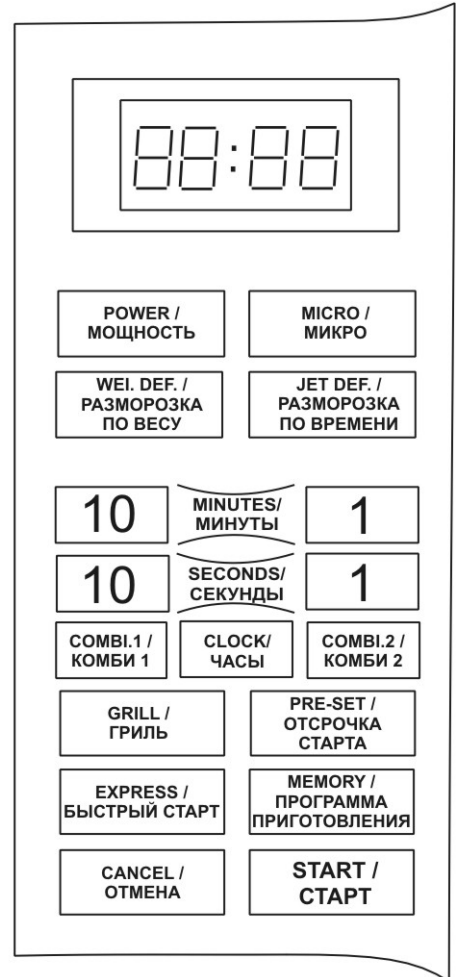 88:88
POWER /
МОЩНОСТЬ
MICRO /
МИКРО
WEI. DEF. /
РАЗМОРОЗКА
ПО ВЕСУ
JET DEF. /
РАЗМОРОЗКА
ПО ВРЕМЕНИ
10
MINUTES/
МИНУТЫ
1
10
SECONDS/
СЕКУНДЫ
1
COMBI.1 /
КОМБИ 1
CLOCK/
ЧАСЫ
COMBI.2 /
КОМБИ 2
GRILL /
ГРИЛЬ
PRE-SET /
ОТСРОЧКА
СТАРТА
EXPRESS /
БЫСТРЫЙ СТАРТ
MEMORY /
ПРОГРАММА
ПРИГОТОВЛЕНИЯ
CANCEL /
ОТМЕНА
START /
СТАРТ